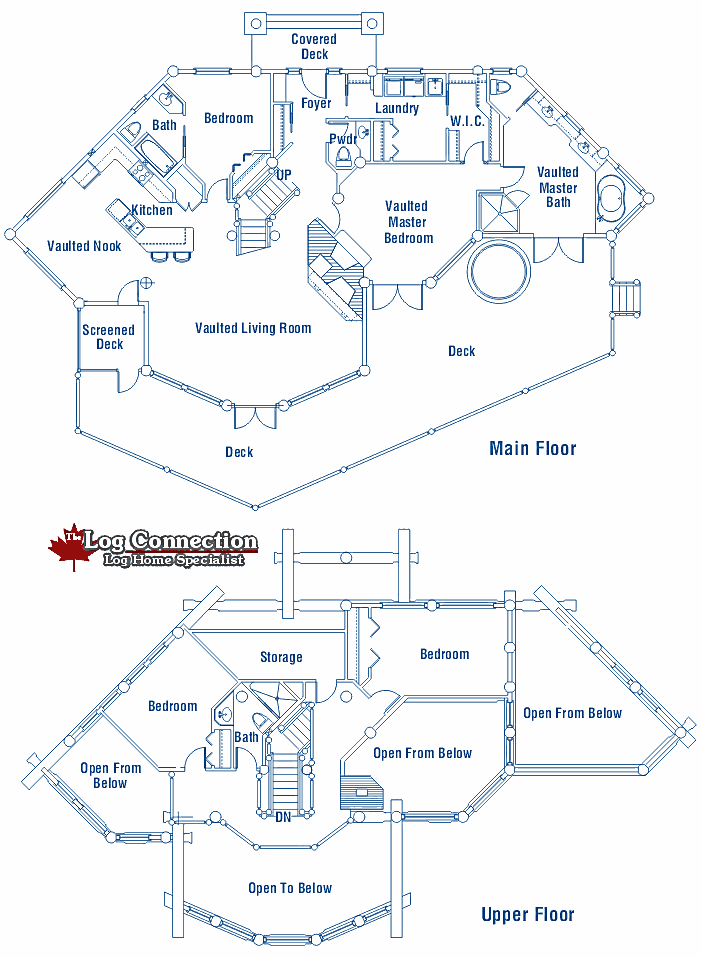 Covered
Deck
Foyer
Laundry
Bedroom
Bath
W.I.C.
Pwdr
UP
Vaulted
Master
Bath
Vaulted
Master
Bedroom
Kitchen
Vaulted Nook
Screened
Deck
Vaulted Living Room
Deck
Deck
Main Floor
The Log Connection
Log Home Specialist
Storage
Bedroom
Bedroom
Bath
Open From Below
Open From Below
Open From
Below
DN
Open To Below
Upper Floor